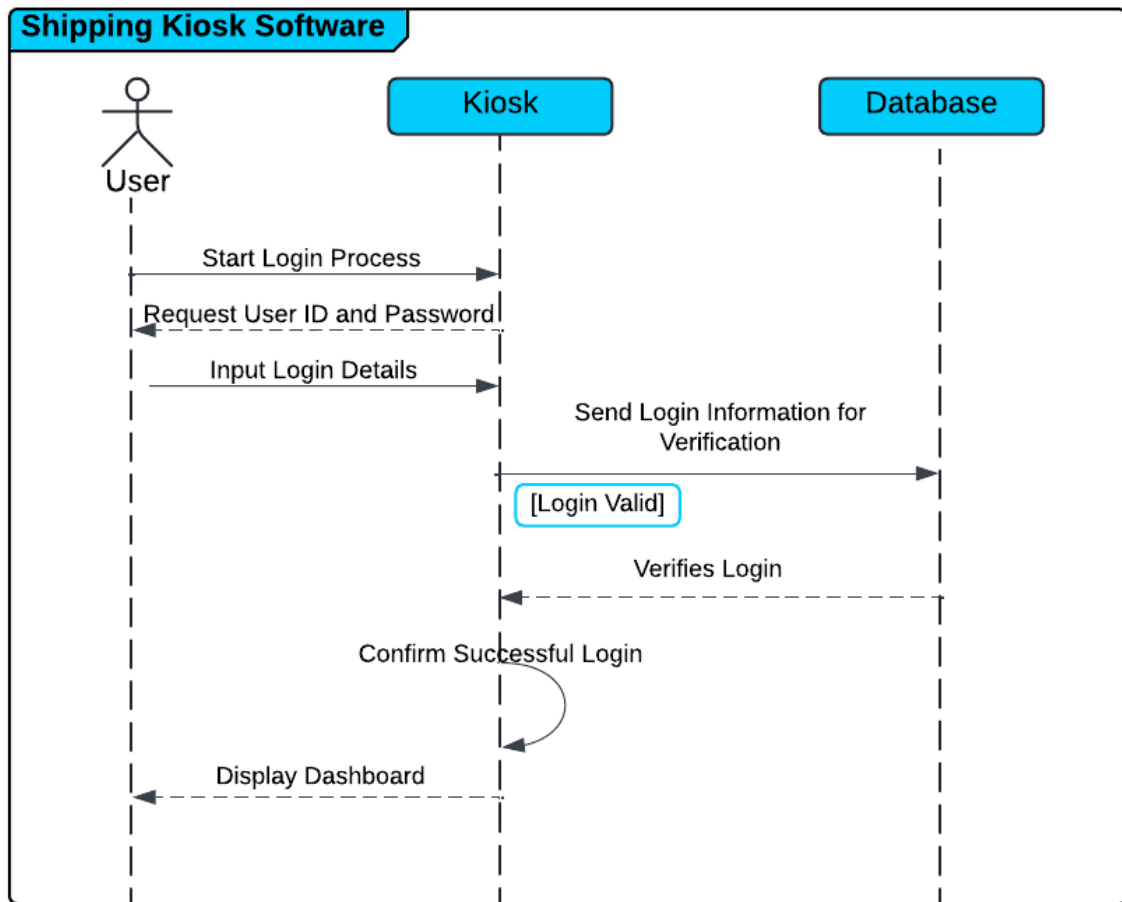 Shipping Kiosk Software
Kiosk
Database
User
Start Login Process
Request User ID and Password
Input Login Details
Send Login Information for
Verification
[Login Valid]
Verifies Login
Confirm Successful Login
Display Dashboard